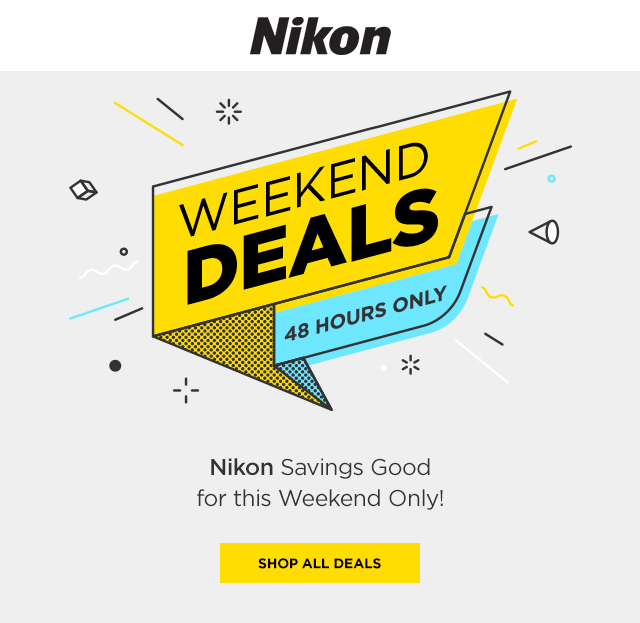 Nikon
WEEKEND
DEALS
48 HOURS ONLY
Nikon Savings Good
for this Weekend Only!
SHOP ALL DEALS